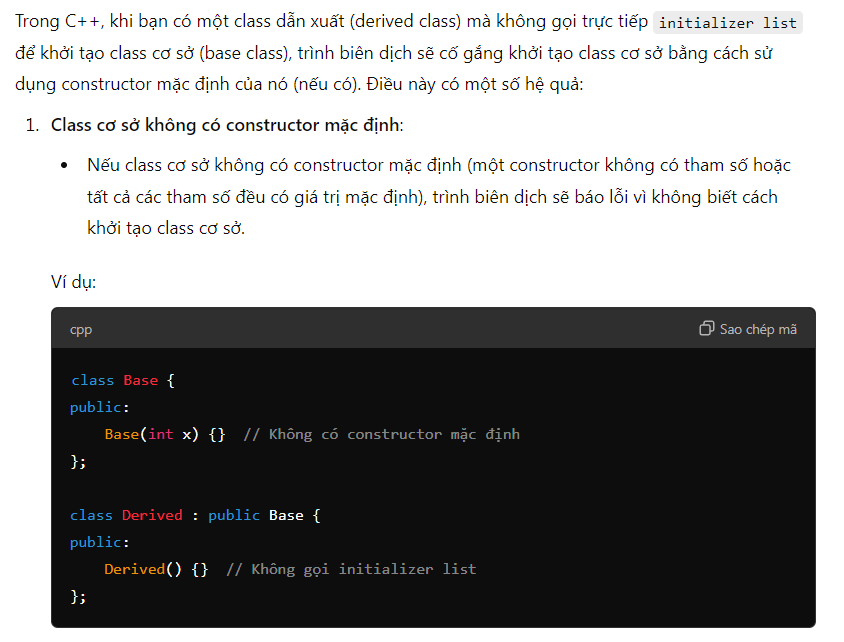 Trong C++, khi bạn có một class dẫn xuất (derived class) mà không gọi trực tiếp initializer list
để khởi tạo class cơ sở (base class), trình biên dịch sẽ cố gắng khởi tạo class cơ sở bằng cách sử
dụng constructor mặc định của nó (nếu có). Điều này có một số hệ quả:
1. Class cơ sở không có constructor mặc định:
• Nếu class cơ sở không có constructor mặc định (một constructor không có tham số hoặc
tất cả các tham số đều có giá trị mặc định), trình biên dịch sẽ báo lỗi vì không biết cách
khởi tạo class cơ sở.
Ví dụ:
cpp Sao chép mã
class Base {
public:
    Base(int x) {}  // Không có constructor mặc định
};

class Derived : public Base {
public:
    Derived() {}  // Không gọi initializer list
};